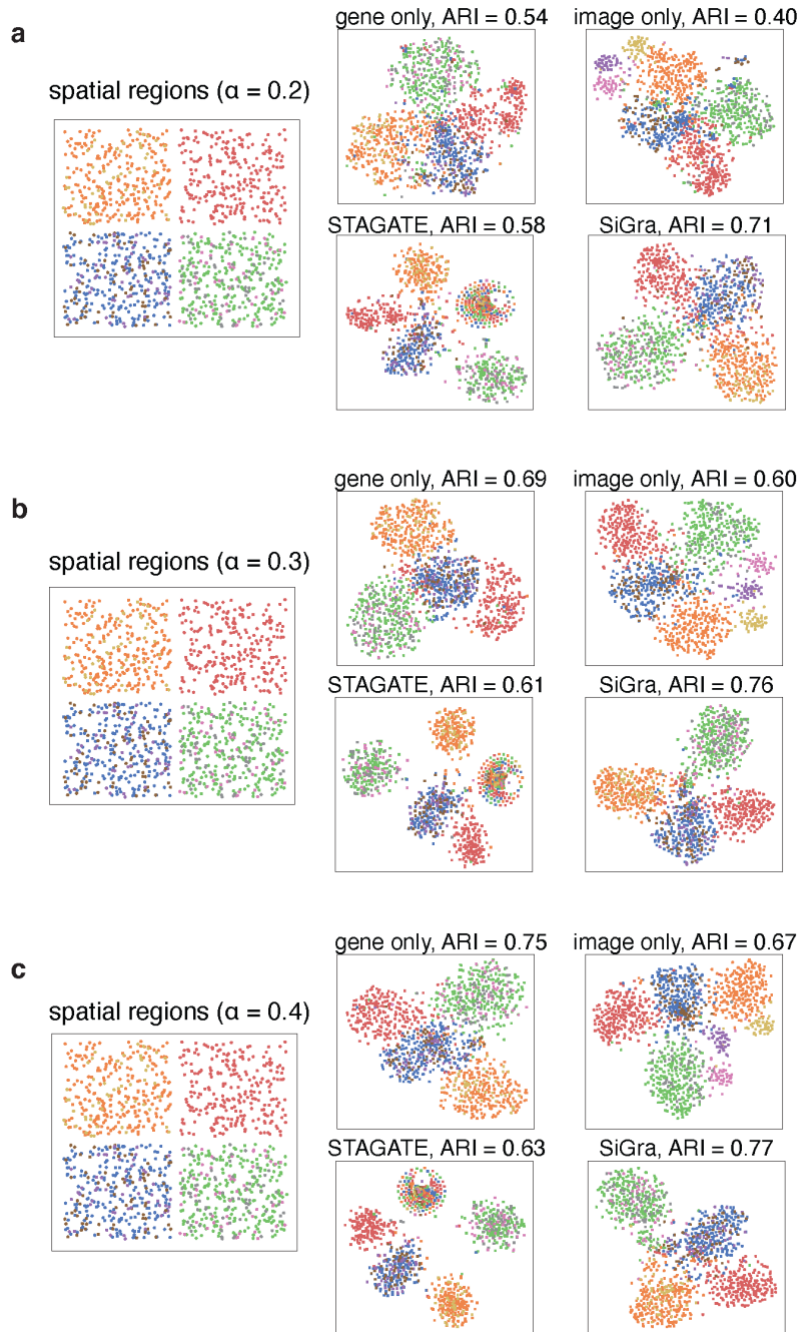 a
spatial regions (α = 0.2)
gene only, ARI = 0.54
image only, ARI = 0.40
STAGATE, ARI = 0.58
SiGra, ARI = 0.71
b
spatial regions (α = 0.3)
gene only, ARI = 0.69
image only, ARI = 0.60
STAGATE, ARI = 0.61
SiGra, ARI = 0.76
c
spatial regions (α = 0.4)
gene only, ARI = 0.75
image only, ARI = 0.67
STAGATE, ARI = 0.63
SiGra, ARI = 0.77